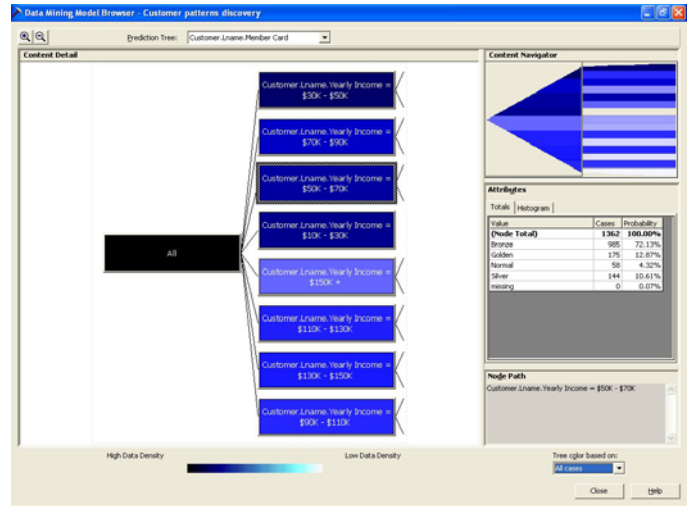 Data Mining Model Browser - Customer patterns discovery
Prediction Tree: Customer.Lname.Member Card
Content Detail
Customer.Lname.Yearly Income =
$30K - $50K
Customer.Lname.Yearly Income =
$70K - $90K
Customer.Lname.Yearly Income =
$50K - $70K
Customer.Lname.Yearly Income =
$10K - $30K
All
Customer.Lname.Yearly Income =
$150K +
Customer.Lname.Yearly Income =
$110K - $130K
Customer.Lname.Yearly Income =
$130K - $150K
Customer.Lname.Yearly Income =
$90K - $110K
Content Navigator
Attributes
Totals Histogram
Value Cases Probability
(Node Total) 1362 100.00%
Bronze 985 72.13%
Golden 175 12.87%
Normal 58 4.32%
Silver 144 10.61%
missing 0 0.07%
Node Path
Customer.Lname.Yearly Income = $50K - $70K
High Data Density Low Data Density
Tree color based on:
All cases
Close Help